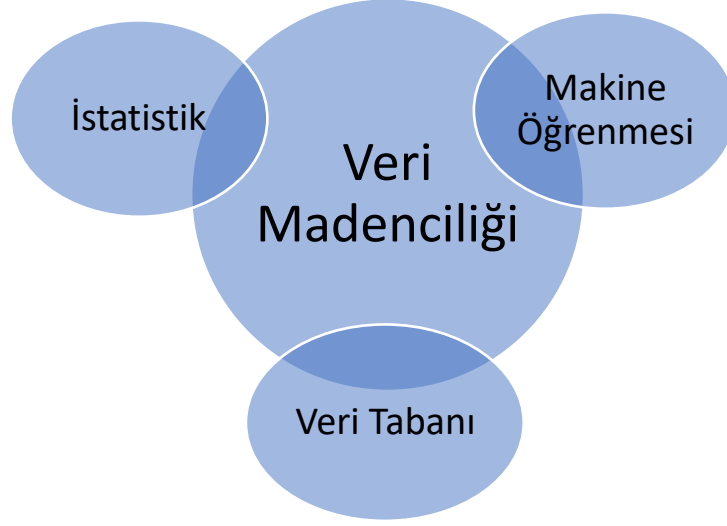 İstatistik
Makine
Öğrenmesi
Veri
Madenciliği
Veri Tabanı